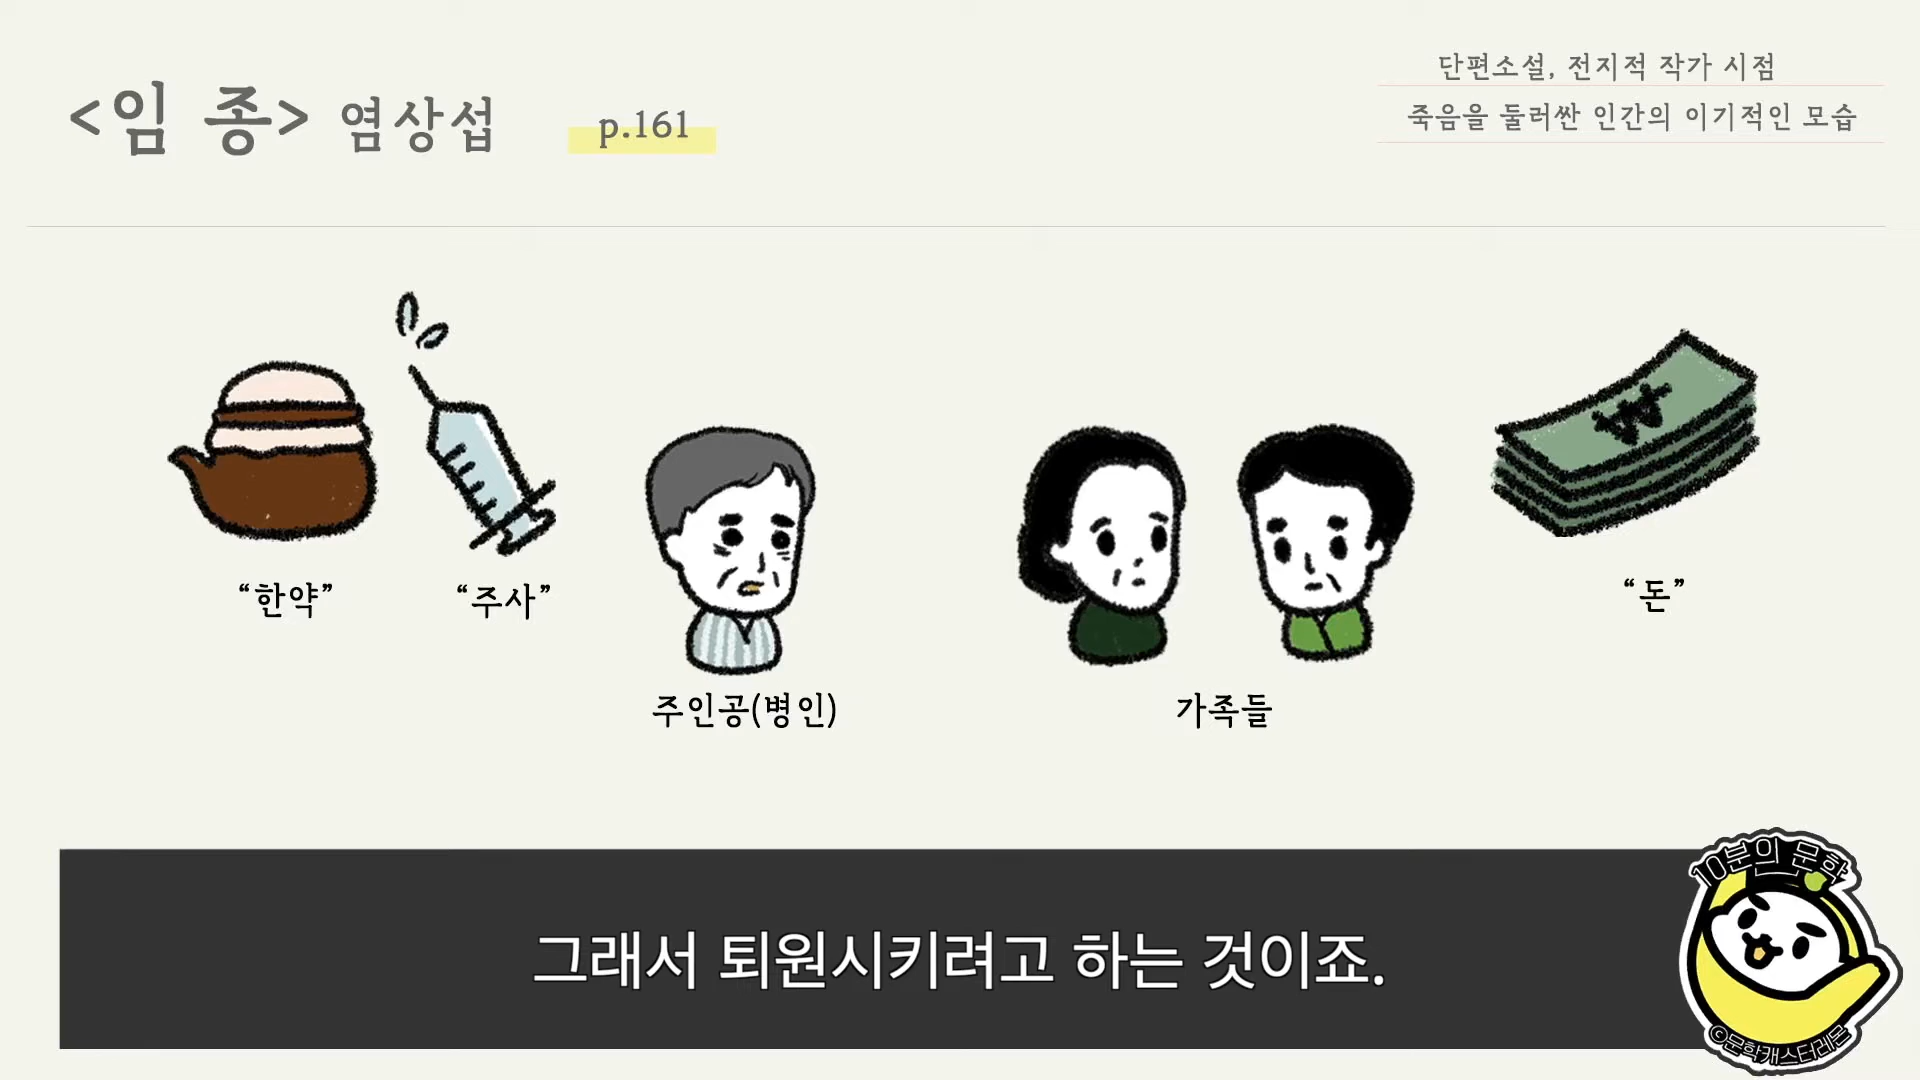 <임 종> 염상섭 p.161
단편소설, 전지적 작가 시점
죽음을 둘러싼 인간의 이기적인 모습
“한약” “주사” “돈”
주인공(병인) 가족들
그래서 퇴원시키려고 하는 것이죠.
10분의 문학
©문학캐스터레몬